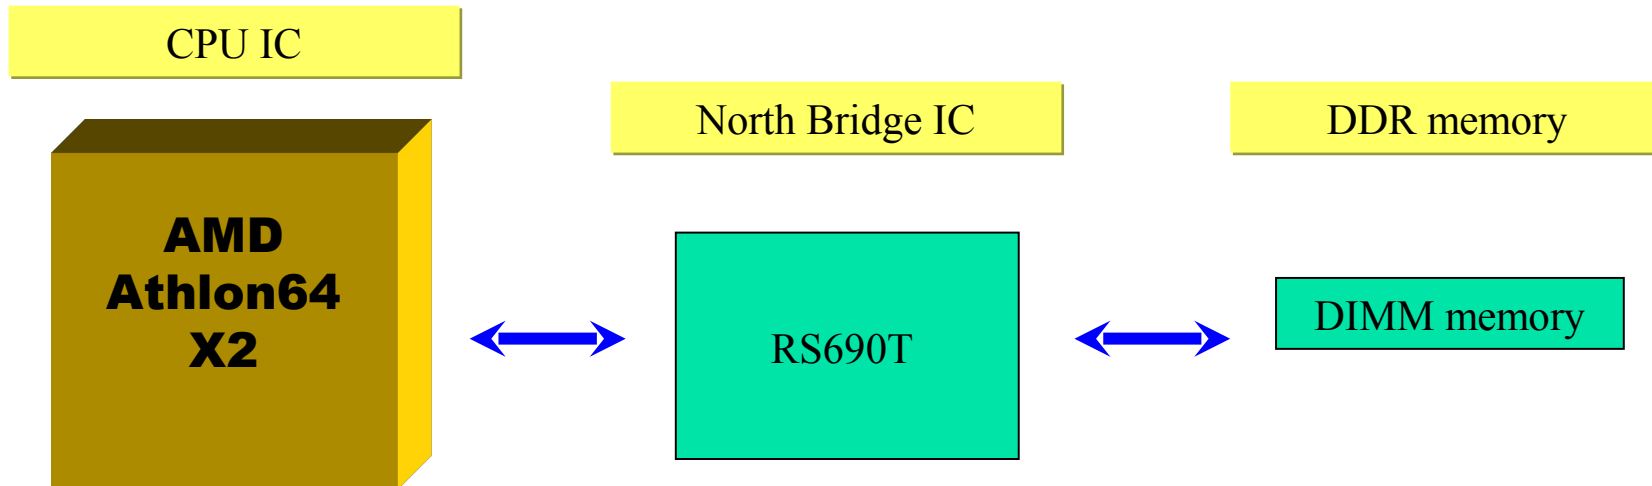 CPU IC
North Bridge IC
DDR memory
AMD
Athlon64
X2
RS690T
DIMM memory